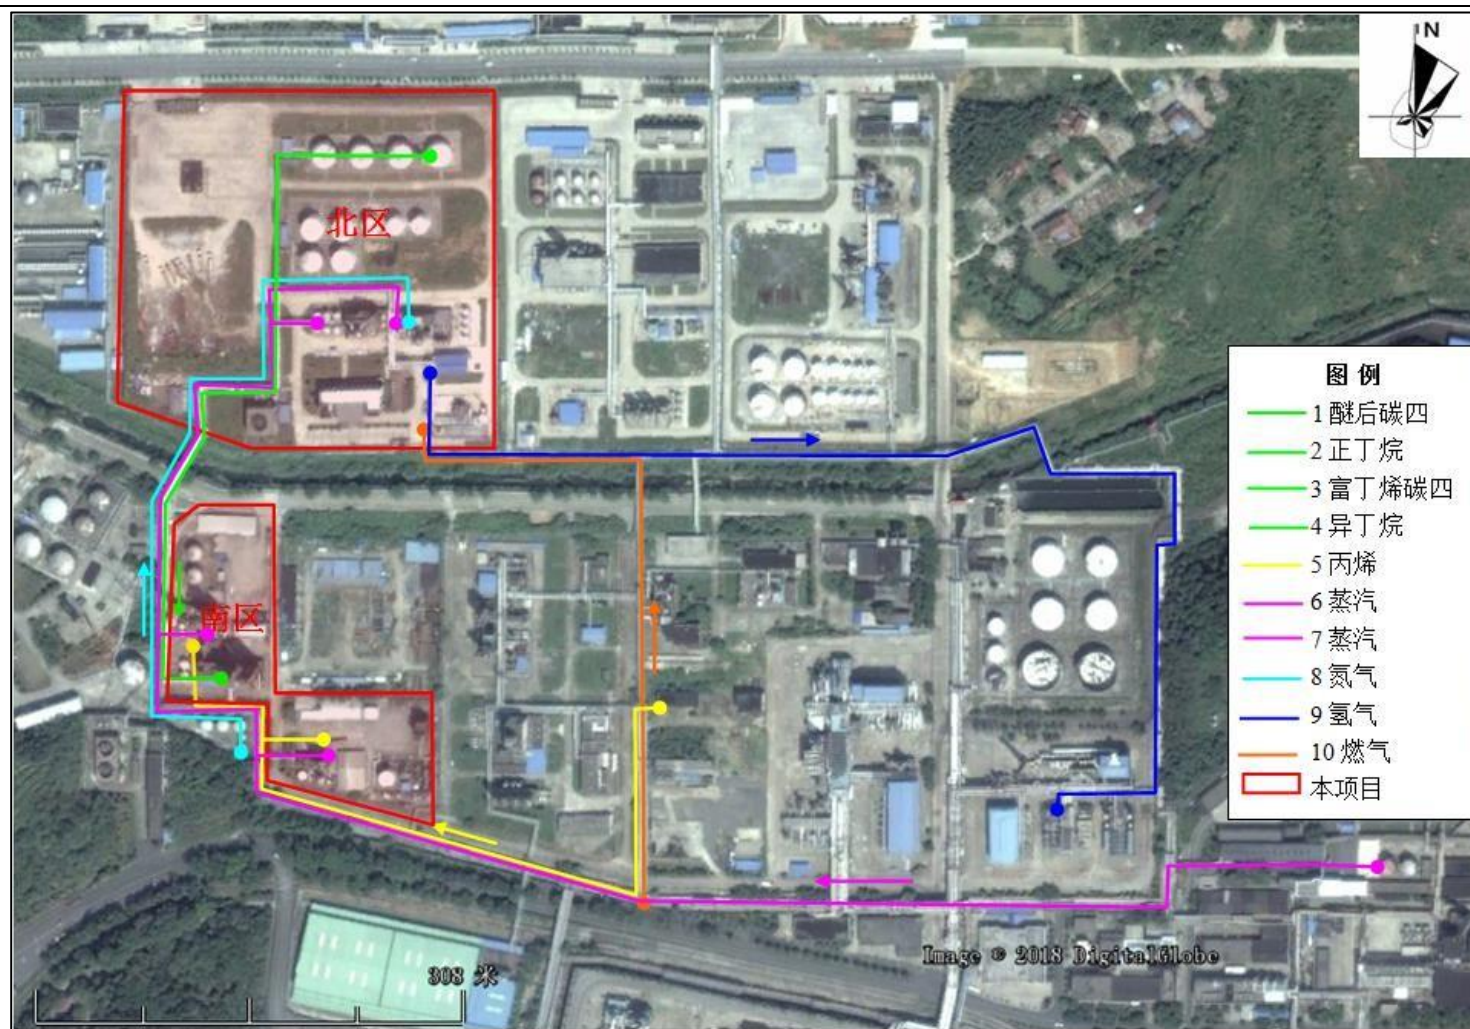 N
北区
南区
图 例
1 醚后碳四
2 正丁烷
3 富丁烯碳四
4 异丁烷
5 丙烯
6 蒸汽
7 蒸汽
8 氮气
9 氢气
10 燃气
本项目
Image © 2018 DigitalGlobe
308 米